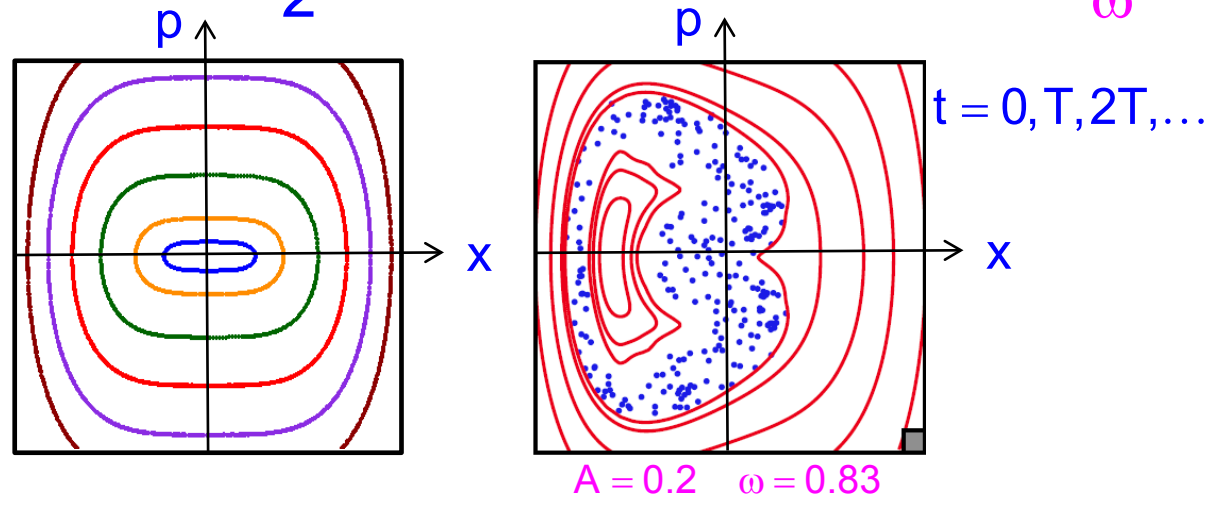 2
ω
p
p
t = 0,T,2T,...
x
x
A = 0.2 ω = 0.83